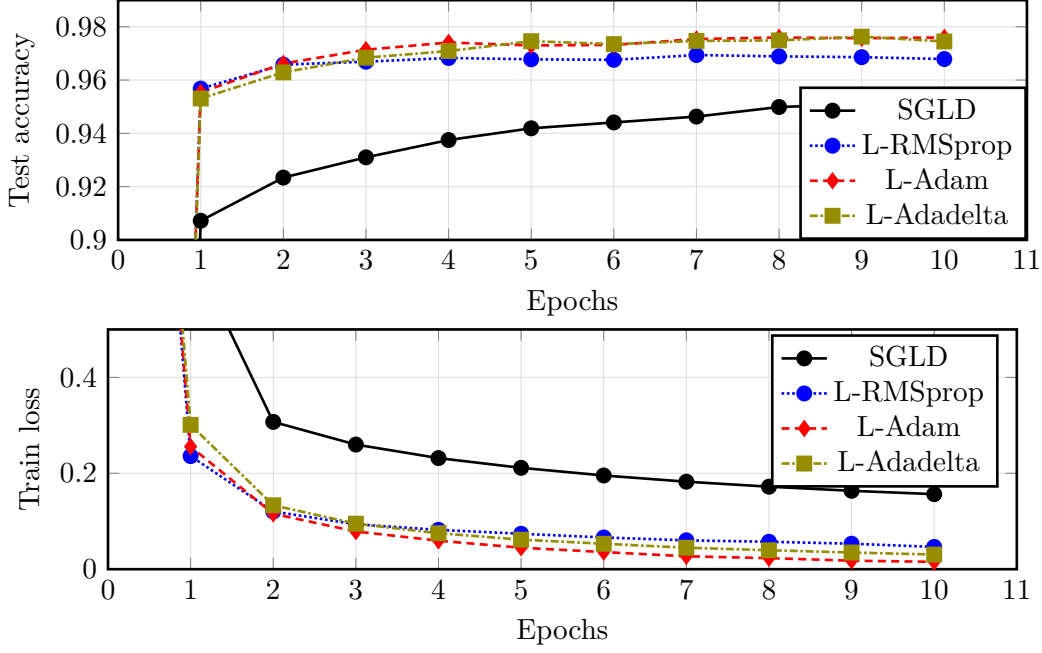 0.98
0.96
0.94
0.92
0.9
Test accuracy
SGLD
L-RMSprop
L-Adam
L-Adadelta
0 1 2 3 4 5 6 7 8 9 10 11
Epochs
0.4
0.2
0
Train loss
SGLD
L-RMSprop
L-Adam
L-Adadelta
0 1 2 3 4 5 6 7 8 9 10 11
Epochs